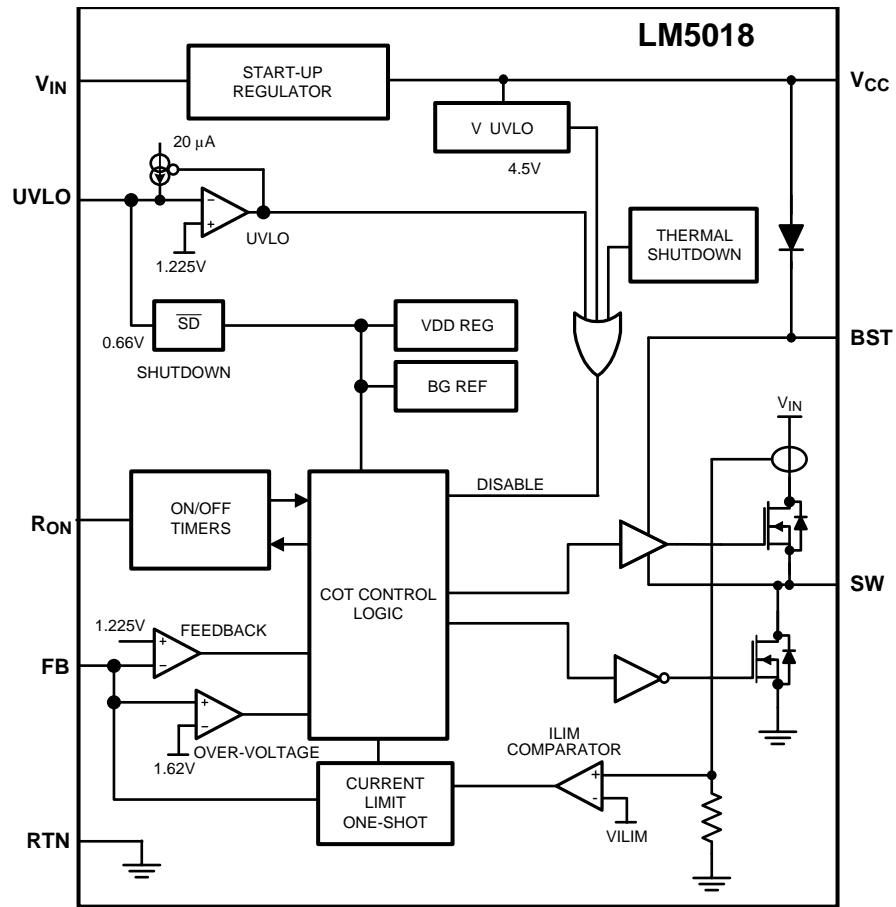 LM5018
VIN
START-UP
REGULATOR
VCC
20 μA
V UVLO
4.5V
UVLO
−
+
1.225V
UVLO
THERMAL
SHUTDOWN
0.66V
SD
SHUTDOWN
VDD REG
BG REF
BST
VIN
RON
ON/OFF
TIMERS
DISABLE
COT CONTROL
LOGIC
SW
1.225V
FEEDBACK
+
−
FB
+
−
1.62V
OVER-VOLTAGE
ILIM
COMPARATOR
CURRENT
LIMIT
ONE-SHOT
+
-
VILIM
RTN